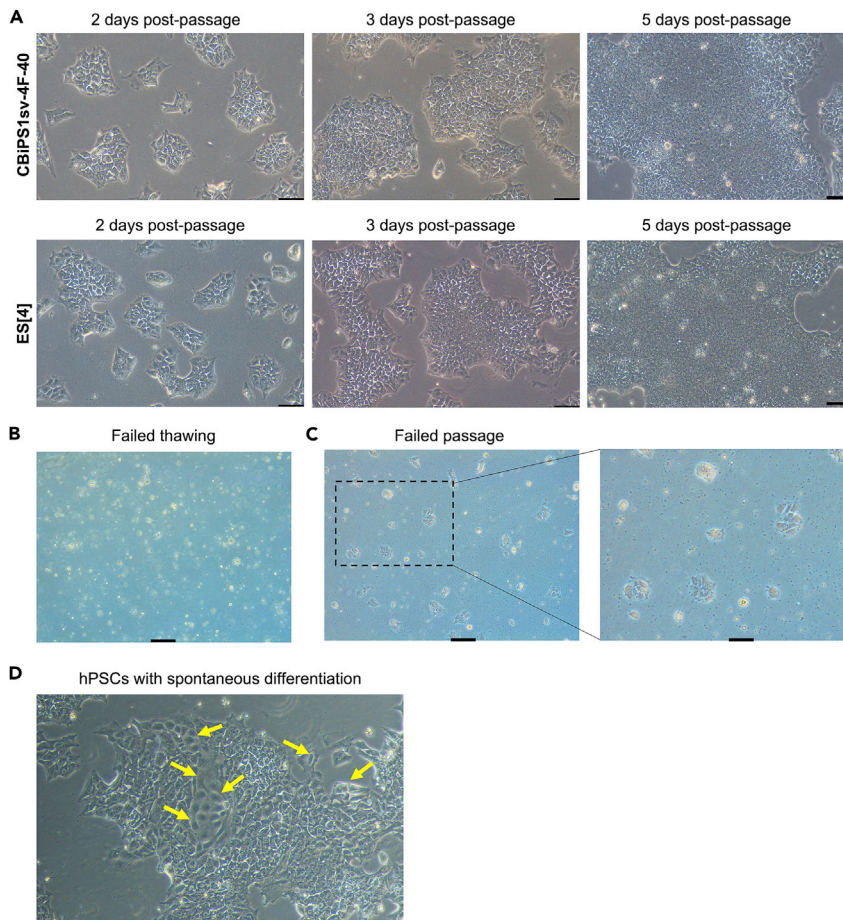 A
2 days post-passage
3 days post-passage
5 days post-passage
CBiPS1sv-4F-40
2 days post-passage
3 days post-passage
5 days post-passage
ES[4]
B
Failed thawing
C
Failed passage
D
hPSCs with spontaneous differentiation